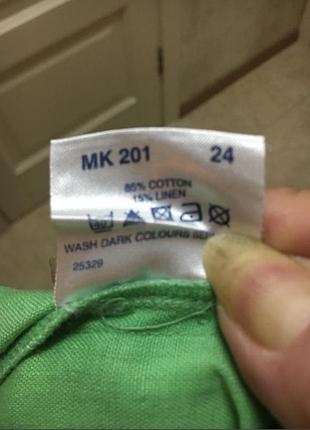 MK 201 24
85% COTTON
15% LINEN
WASH DARK COLOURS
25329